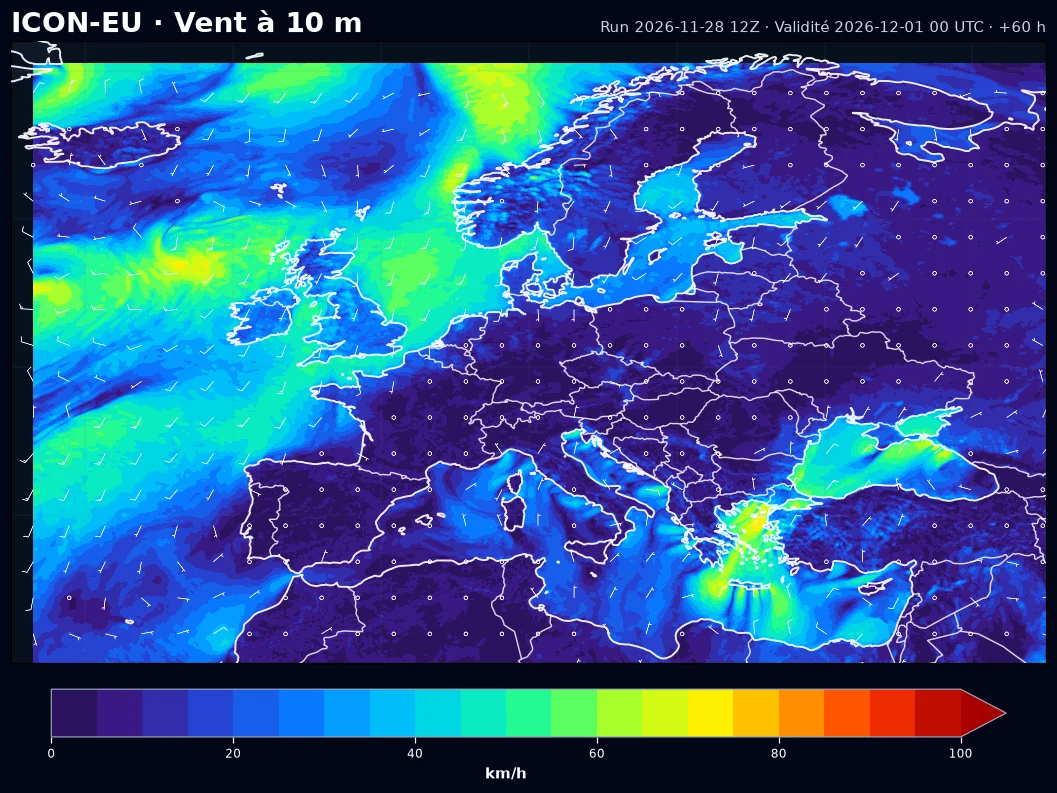 ICON-EU · Vent à 10 m
Run 2026-11-28 12Z · Validité 2026-12-01 00 UTC · +60 h
0 20 40 60 80 100
km/h